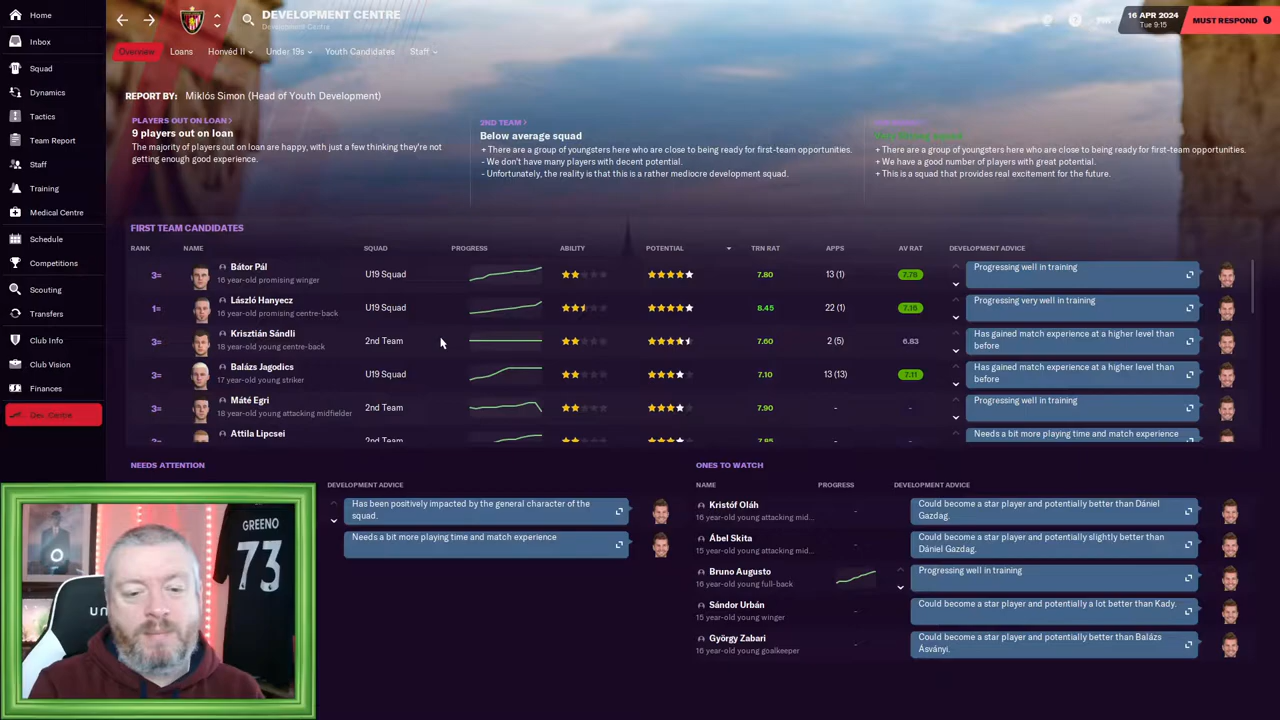 DEVELOPMENT CENTRE
Development Centre
16 APR 2024
Tue 9:15
MUST RESPOND
Home
Inbox
Squad
Dynamics
Tactics
Team Report
Staff
Training
Medical Centre
Schedule
Competitions
Scouting
Transfers
Club Info
Club Vision
Finances
Dev. Centre
Overview
Loans
Honvéd II
Under 19s
Youth Candidates
Staff
REPORT BY: Miklós Simon (Head of Youth Development)
PLAYERS OUT ON LOAN >
9 players out on loan
The majority of players out on loan are happy, with just a few thinking they're not
getting enough good experience.
2ND TEAM >
Below average squad
+ There are a group of youngsters here who are close to being ready for first-team opportunities.
- We don't have many players with decent potential.
- Unfortunately, the reality is that this is a rather mediocre development squad.
+ There are a group of youngsters here who are close to being ready for first-team opportunities.
+ We have a good number of players with great potential.
+ This is a squad that provides real excitement for the future.
FIRST TEAM CANDIDATES
RANK NAME SQUAD PROGRESS ABILITY POTENTIAL TRN RAT APPS AV RAT DEVELOPMENT ADVICE
3= Bátor Pál U19 Squad 7.80 13 (1) 7.78 Progressing well in training
16 year-old promising winger
1= László Hanyecz U19 Squad 8.45 22 (1) 7.16 Progressing very well in training
16 year-old promising centre-back
3= Krisztián Sándli 2nd Team 7.60 2 (5) 6.83 Has gained match experience at a higher level than
18 year-old young centre-back before
3= Balázs Jagodics U19 Squad 7.10 13 (13) 7.11 Has gained match experience at a higher level than
17 year-old young striker before
3= Máté Egri 2nd Team 7.90 - - Progressing well in training
18 year-old young attacking midfielder
Attila Lipcsei 2nd Team 7.85 Needs a bit more playing time and match experience
NEEDS ATTENTION
DEVELOPMENT ADVICE
Has been positively impacted by the general character of the
squad.
Needs a bit more playing time and match experience
ONES TO WATCH
NAME PROGRESS DEVELOPMENT ADVICE
Kristóf Oláh - Could become a star player and potentially better than Dániel
16 year-old young attacking mid... Gazdag.
Ábel Skita - Could become a star player and potentially slightly better than
15 year-old young attacking mid... Dániel Gazdag.
Bruno Augusto Progressing well in training
16 year-old young full-back
Sándor Urbán - Could become a star player and potentially a lot better than Kady.
15 year-old young winger
György Zabari - Could become a star player and potentially better than Balázs
16 year-old young goalkeeper Ásványi.
GREENO
73
UN